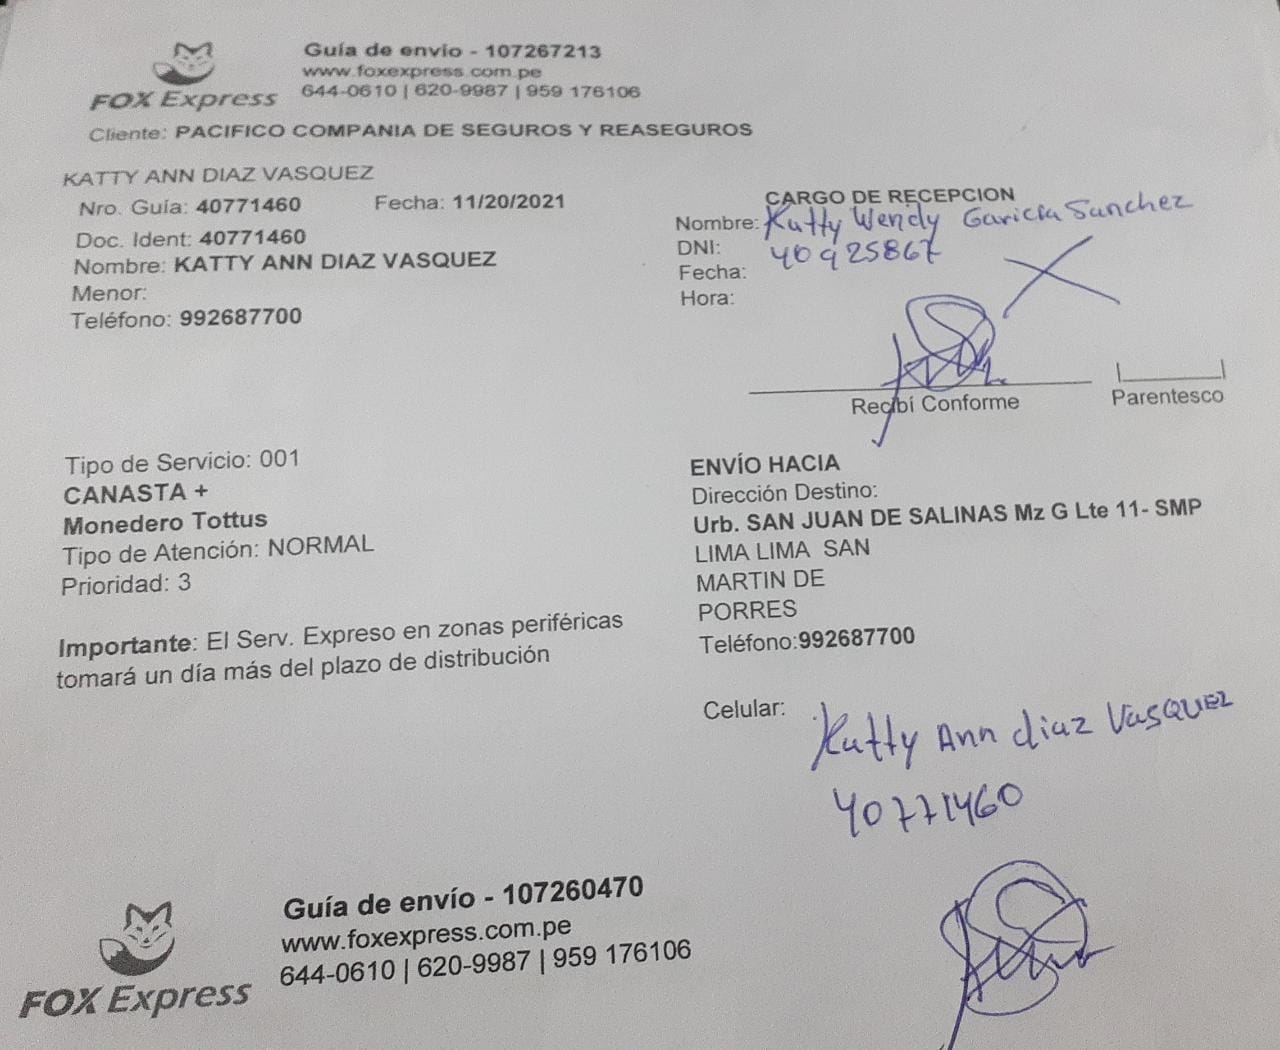 FOX Express
Guía de envío - 107267213
www.foxexpress.com.pe
644-0610 | 620-9987 | 959 176106
Cliente: PACIFICO COMPANIA DE SEGUROS Y REASEGUROS
KATTY ANN DIAZ VASQUEZ
Nro. Guía: 40771460 Fecha: 11/20/2021
Doc. Ident: 40771460
Nombre: KATTY ANN DIAZ VASQUEZ
Menor:
Teléfono: 992687700
CARGO DE RECEPCION
Nombre: Katty Wendy Garicia Sanchez
DNI: 40925867
Fecha:
Hora:
Recibí Conforme
Parentesco
Tipo de Servicio: 001
CANASTA +
Monedero Tottus
Tipo de Atención: NORMAL
Prioridad: 3
Importante: El Serv. Expreso en zonas periféricas
tomará un día más del plazo de distribución
ENVÍO HACIA
Dirección Destino:
Urb. SAN JUAN DE SALINAS Mz G Lte 11- SMP
LIMA LIMA SAN
MARTIN DE
PORRES
Teléfono:992687700
Celular:
Katty Ann diaz Vasquez
40771460
FOX Express
Guía de envío - 107260470
www.foxexpress.com.pe
644-0610 | 620-9987 | 959 176106